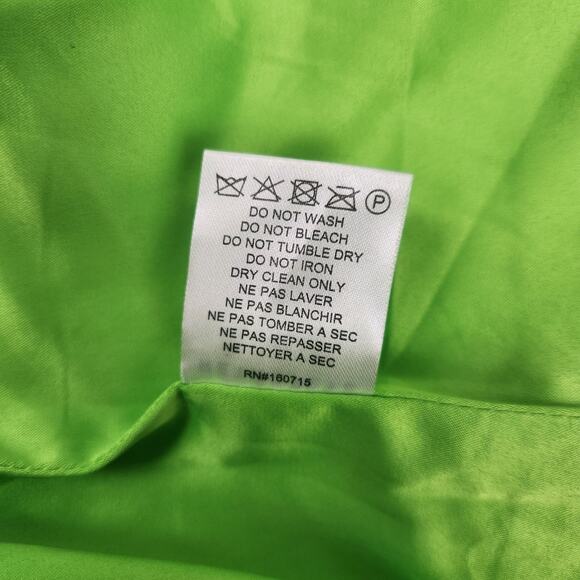 P
DO NOT WASH
DO NOT BLEACH
DO NOT TUMBLE DRY
DO NOT IRON
DRY CLEAN ONLY
NE PAS LAVER
NE PAS BLANCHIR
NE PAS TOMBER A SEC
NE PAS REPASSER
NETTOYER A SEC
RN#160715